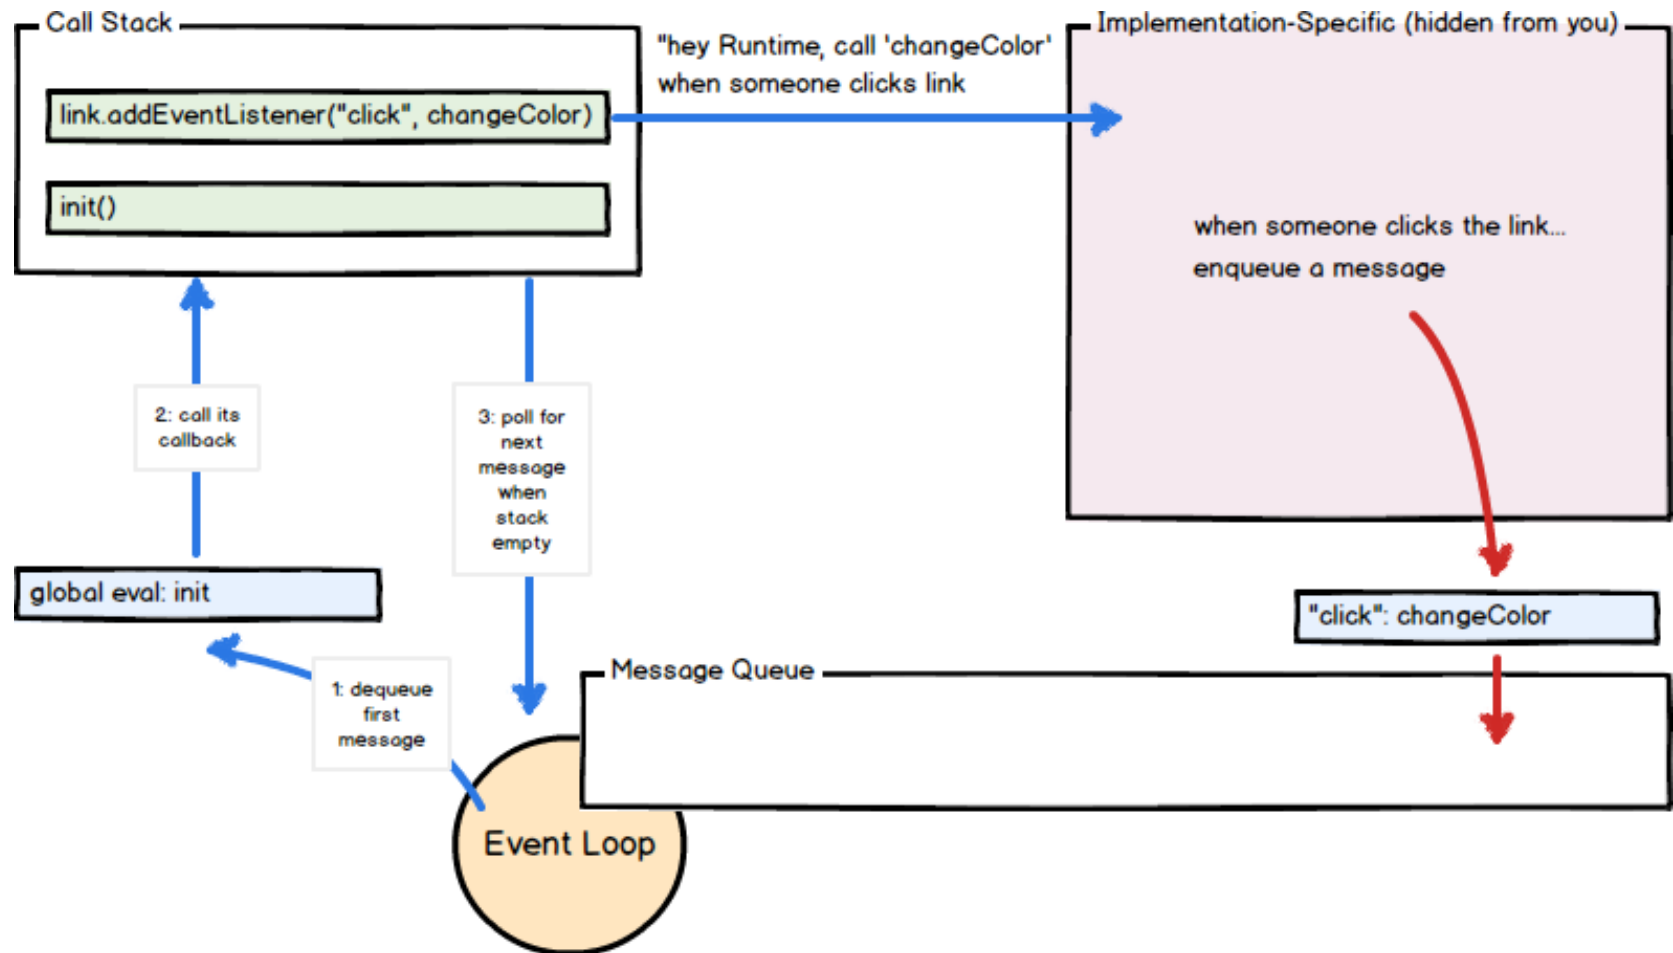 Call Stack
link.addEventListener("click", changeColor)
init()
"hey Runtime, call 'changeColor'
when someone clicks link
Implementation-Specific (hidden from you)
when someone clicks the link...
enqueue a message
2: call its
callback
3: poll for
next
message
when
stack
empty
global eval: init
1: dequeue
first
message
"click": changeColor
Message Queue
Event Loop